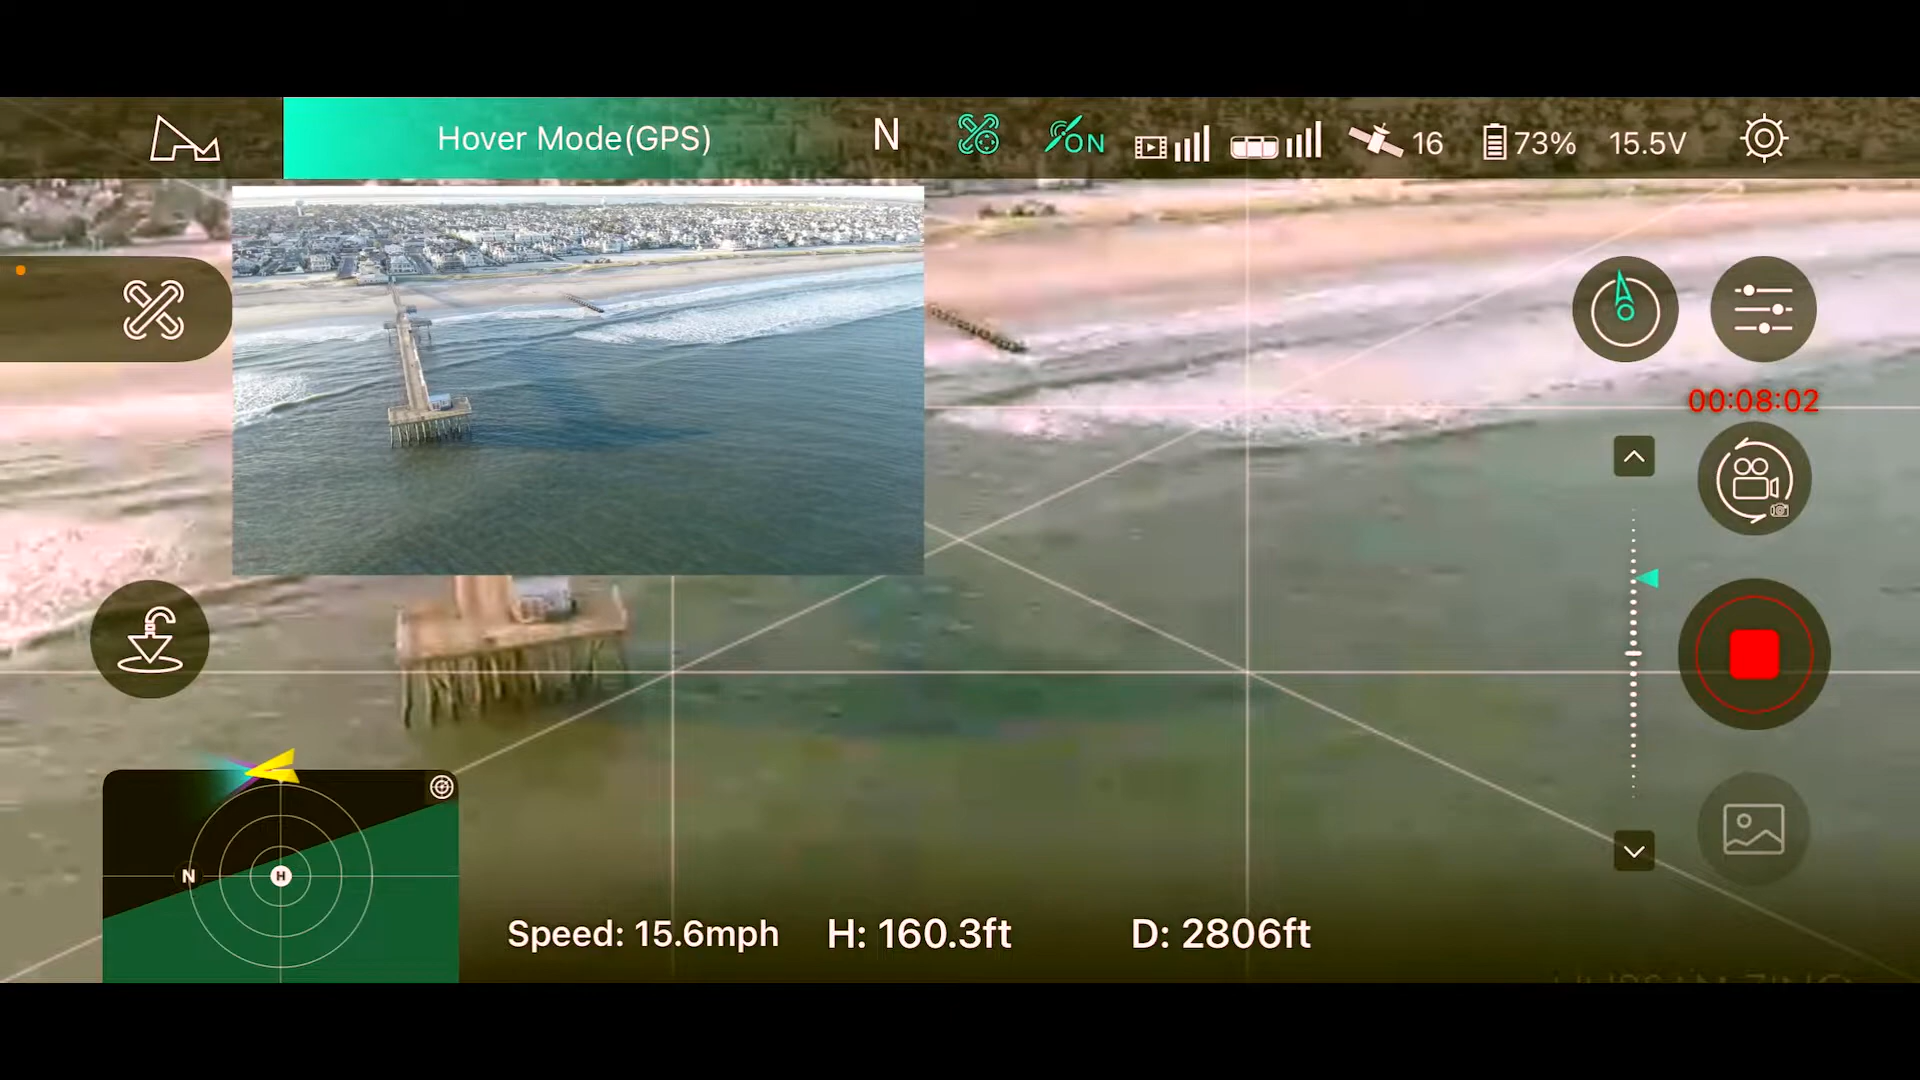 Hover Mode(GPS)
N
ON
16
73%
15.5V
00:08:02
N
H
Speed: 15.6mph
H: 160.3ft
D: 2806ft